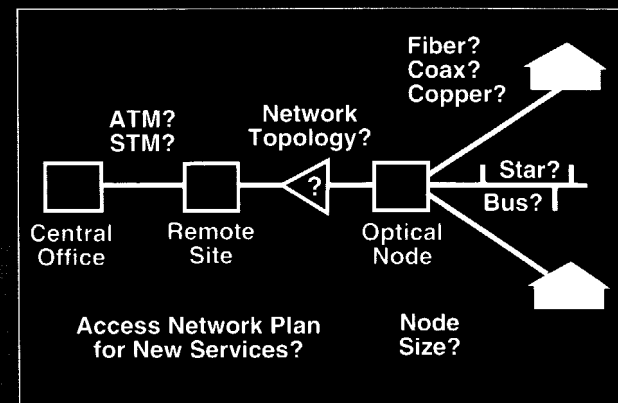 Fiber?
Coax?
Copper?
ATM?
STM?
Network
Topology?
?
Star?
Bus?
Central
Office
Remote
Site
Optical
Node
Access Network Plan
for New Services?
Node
Size?